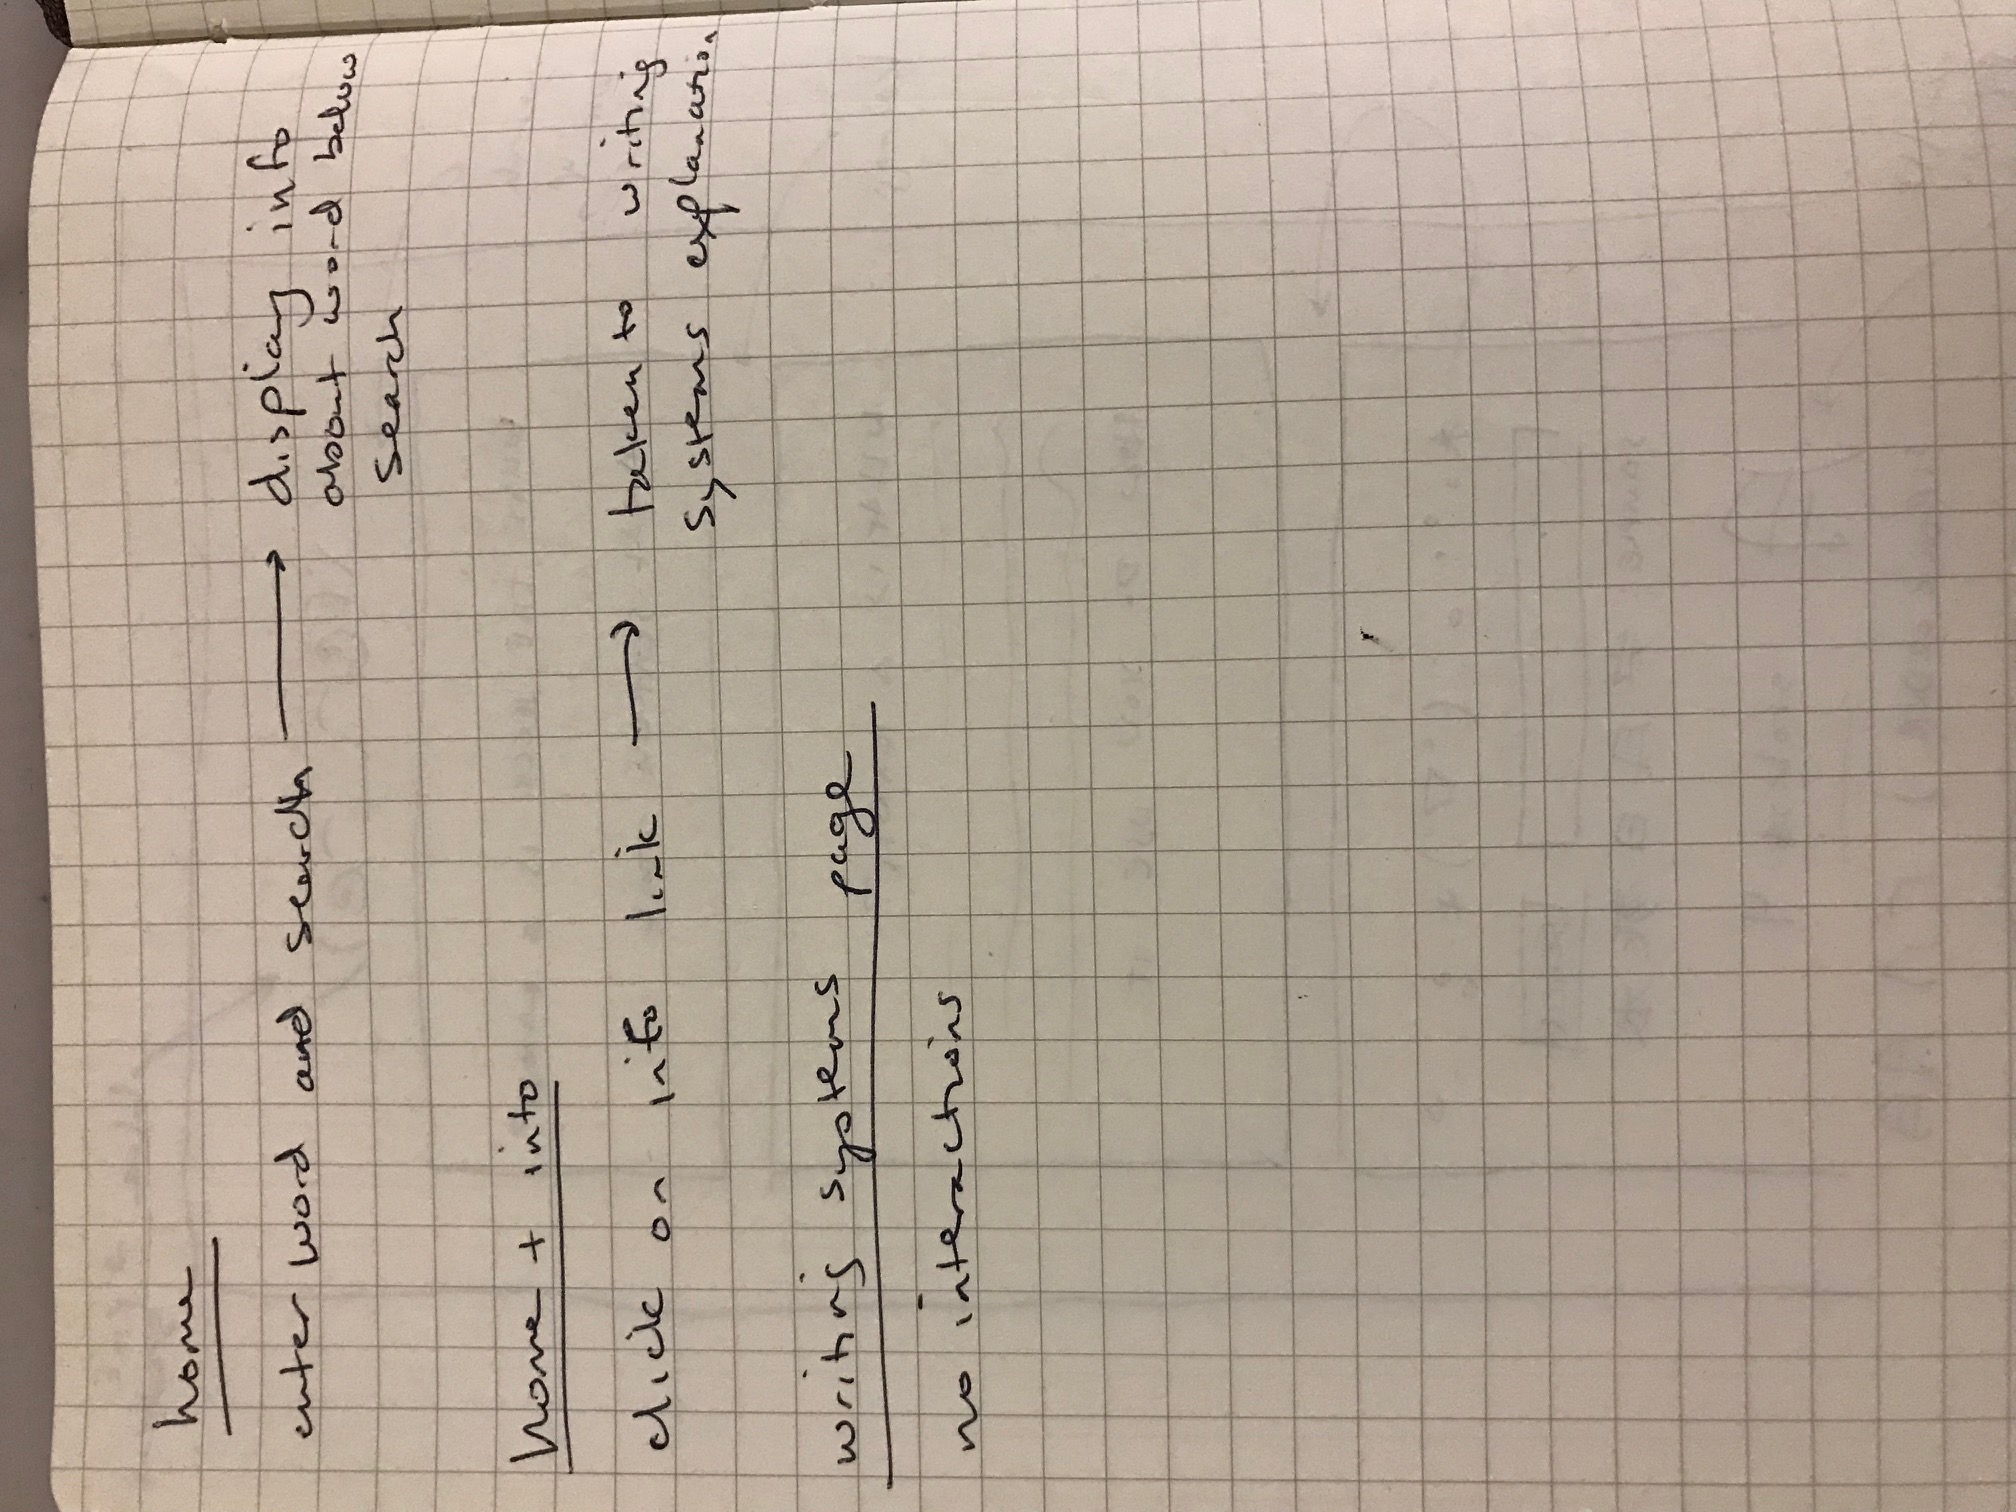 home
enter word and search → display info
about word below
search
home + info
click on info link → taken to writing
systems explanation
writing systems page
no interactions